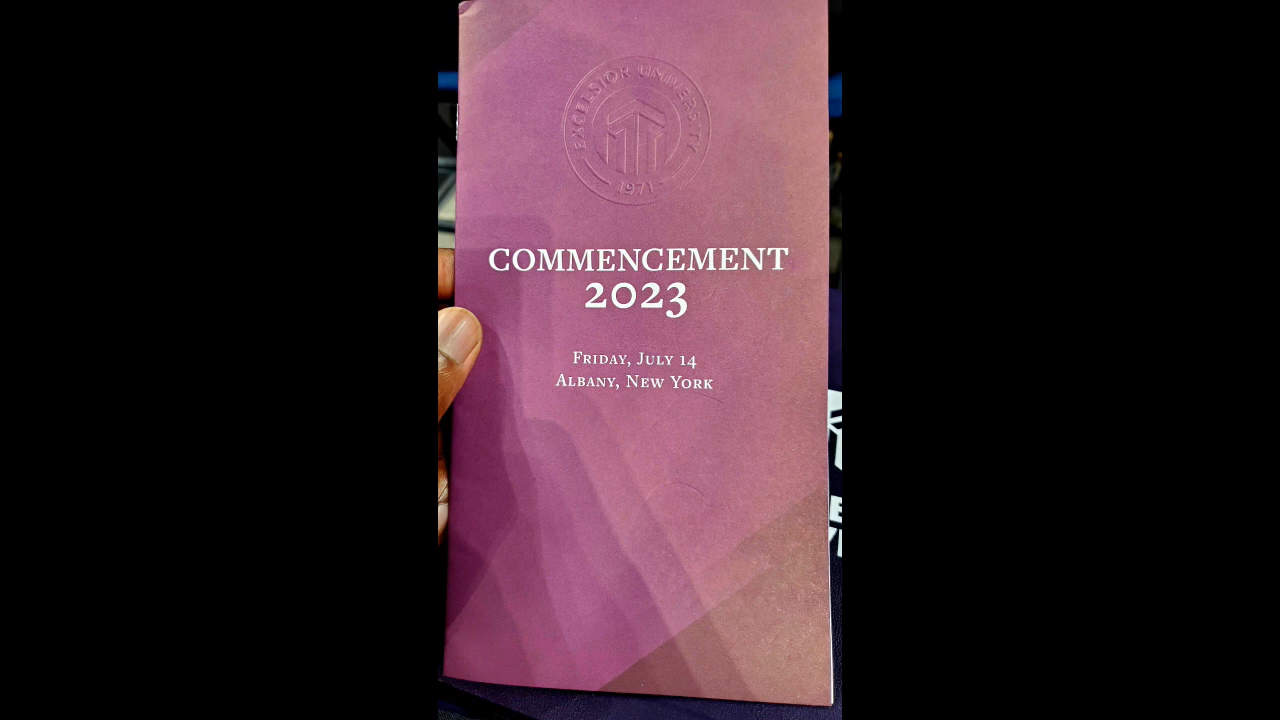 EXCELSIOR UNIVERSITY
1971
COMMENCEMENT
2023
FRIDAY, JULY 14
ALBANY, NEW YORK